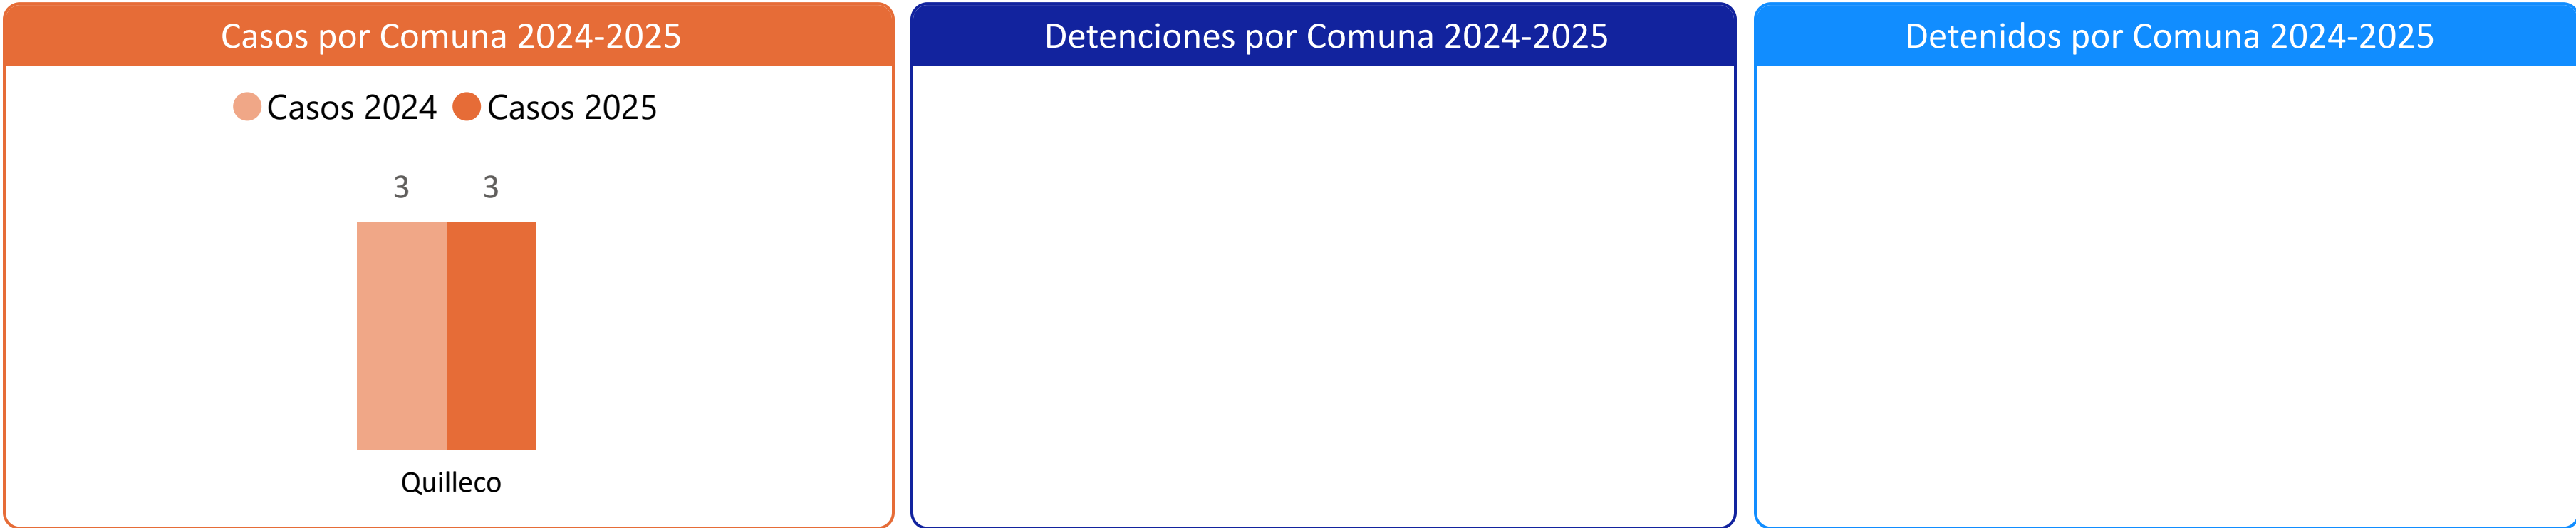 Casos por Comuna 2024-2025
Casos 2024 Casos 2025
3 3
Quilleco
Detenciones por Comuna 2024-2025
Detenidos por Comuna 2024-2025